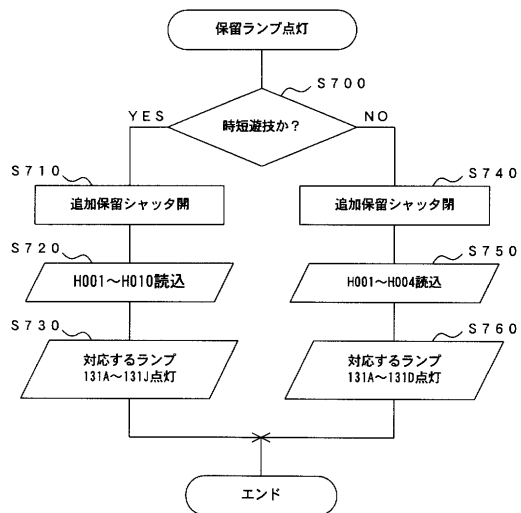 保留ランプ点灯
S700
時短遊技か?
YES
NO
S710
追加保留シャッタ開
S720
H001~H010読込
S730
対応するランプ
131A~131J点灯
S740
追加保留シャッタ閉
S750
H001~H004読込
S760
対応するランプ
131A~131D点灯
エンド